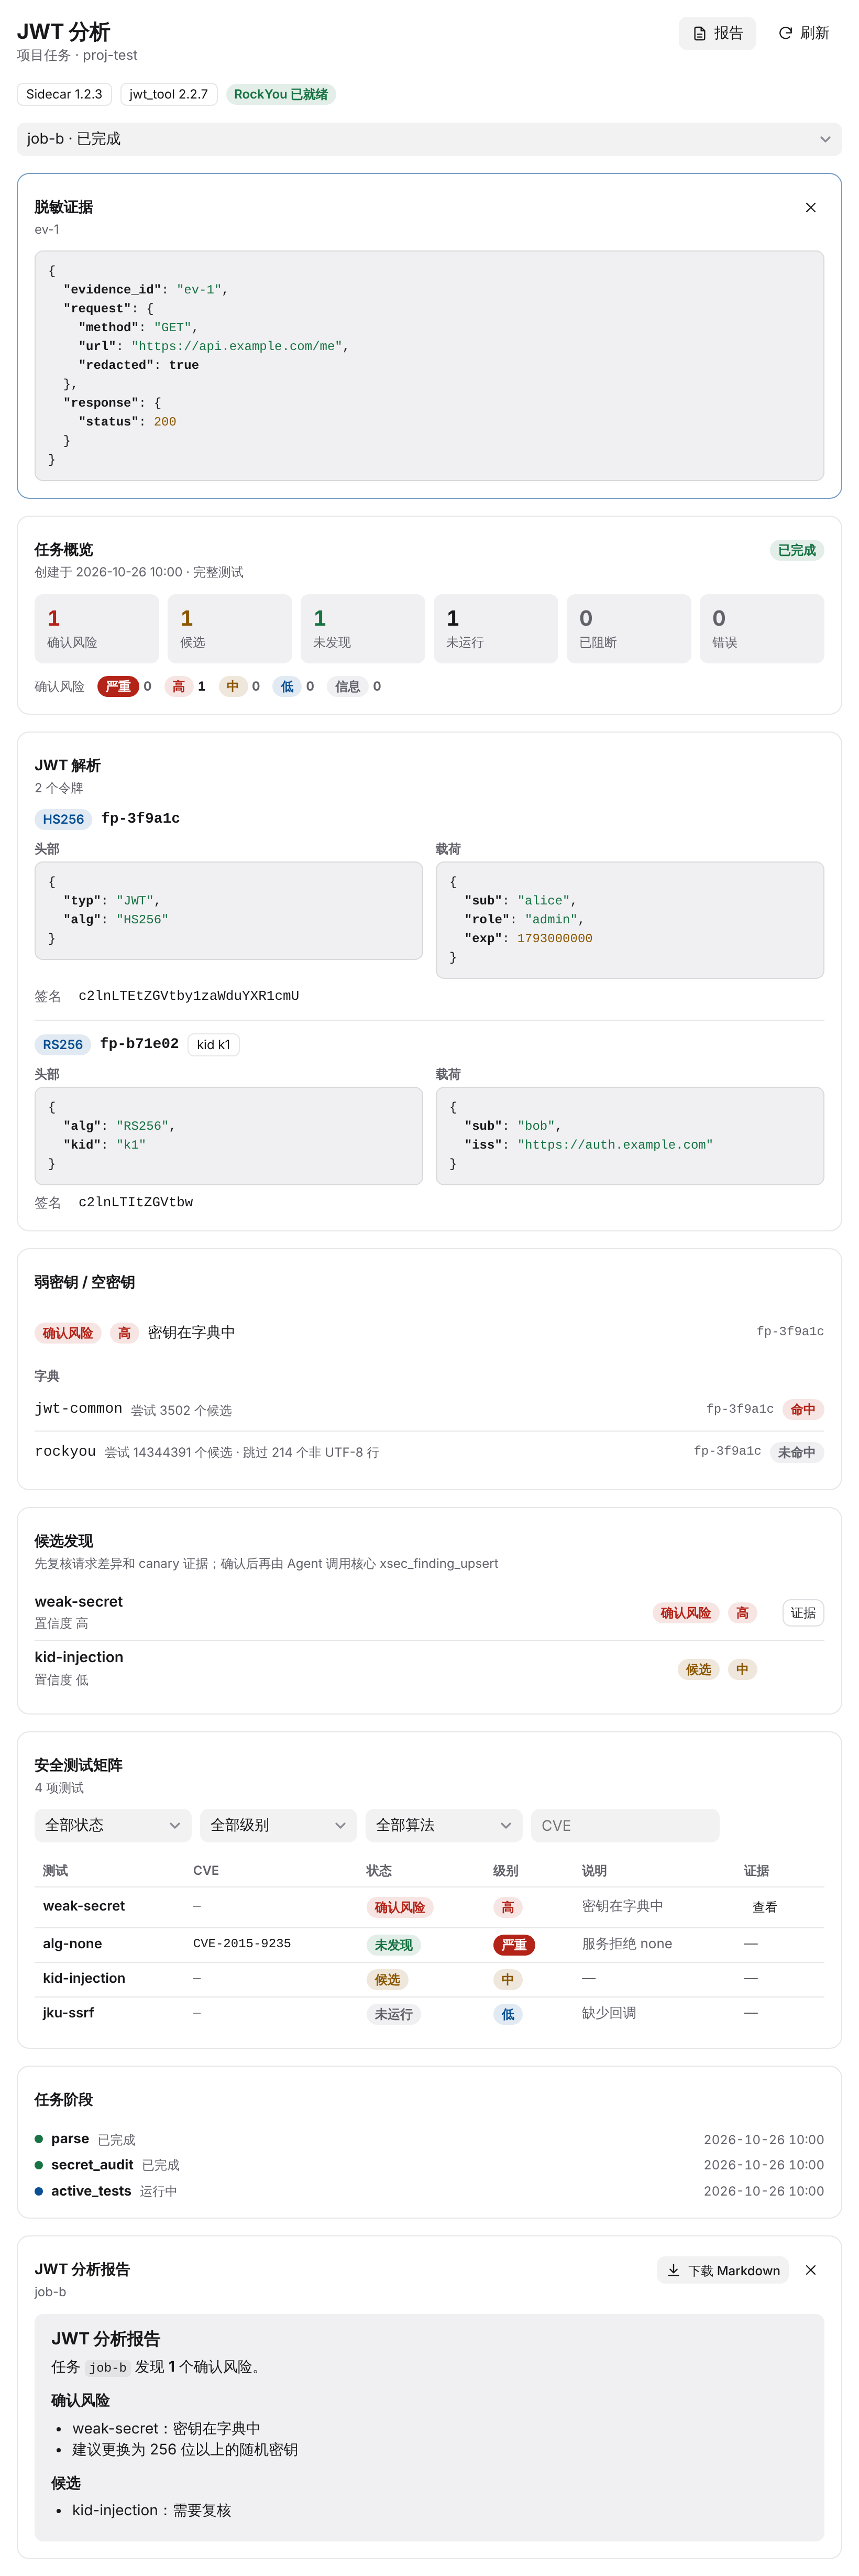 JWT 分析
项目任务 · proj-test
报告
刷新
Sidecar 1.2.3
jwt_tool 2.2.7
RockYou 已就绪
job-b · 已完成
脱敏证据
ev-1
{
"evidence_id": "ev-1",
"request": {
"method": "GET",
"url": "https://api.example.com/me",
"redacted": true
},
"response": {
"status": 200
}
}
任务概览
创建于 2026-10-26 10:00 · 完整测试
已完成
1 1 1 1 0 0
确认风险 候选 未发现 未运行 已阻断 错误
确认风险 严重 0 高 1 中 0 低 0 信息 0
JWT 解析
2 个令牌
HS256 fp-3f9a1c
头部
{
"typ": "JWT",
"alg": "HS256"
}
载荷
{
"sub": "alice",
"role": "admin",
"exp": 1793000000
}
签名 c2lnLTEtZGVtby1zaWduYXR1cmU
RS256 fp-b71e02 kid k1
头部
{
"alg": "RS256",
"kid": "k1"
}
载荷
{
"sub": "bob",
"iss": "https://auth.example.com"
}
签名 c2lnLTItZGVtbw
弱密钥 / 空密钥
确认风险 高 密钥在字典中 fp-3f9a1c
字典
jwt-common 尝试 3502 个候选 fp-3f9a1c 命中
rockyou 尝试 14344391 个候选 · 跳过 214 个非 UTF-8 行 fp-3f9a1c 未命中
候选发现
先复核请求差异和 canary 证据；确认后再由 Agent 调用核心 xsec_finding_upsert
weak-secret
置信度 高
确认风险 高 证据
kid-injection
置信度 低
候选 中
安全测试矩阵
4 项测试
全部状态 全部级别 全部算法 CVE
测试 CVE 状态 级别 说明 证据
weak-secret – 确认风险 高 密钥在字典中 查看
alg-none CVE-2015-9235 未发现 严重 服务拒绝 none —
kid-injection – 候选 中 — —
jku-ssrf – 未运行 低 缺少回调 —
任务阶段
parse 已完成 2026-10-26 10:00
secret_audit 已完成 2026-10-26 10:00
active_tests 运行中 2026-10-26 10:00
JWT 分析报告
job-b
下载 Markdown
JWT 分析报告
任务 job-b 发现 1 个确认风险。
确认风险
• weak-secret：密钥在字典中
• 建议更换为 256 位以上的随机密钥
候选
• kid-injection：需要复核